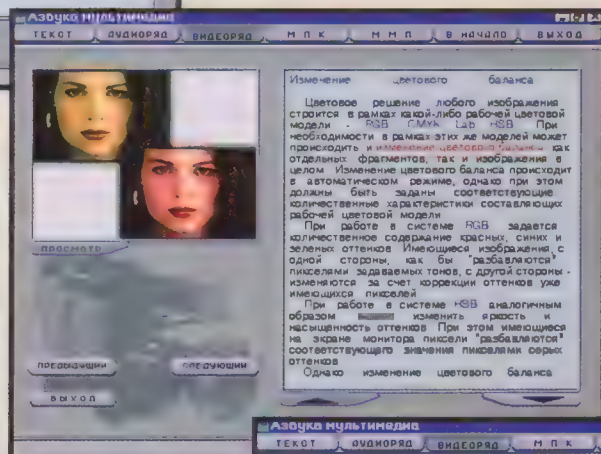 Азбука мультимедиа
ТЕКСТ АУДИОРЯД ВИДЕОРЯД М П К М М П В НАЧАЛО ВЫХОД
Изменение цветового баланса
Цветовое решение любого изображения
строится в рамках какой-либо рабочей цветовой
модели - RGB CMYk Lab HSB При
необходимости в рамках этих же моделей может
происходить и изменение цветового баланса как
отдельных фрагментов, так и изображения в
целом Изменение цветового баланса происходит
в автоматическом режиме, однако при этом
должны быть заданы соответствующие
количественные характеристики составляющих
рабочей цветовой модели
При работе в системе RGB задается
количественное содержание красных, синих и
зеленых оттенков Имеющиеся изображения, с
одной стороны, как бы "разбавляются"
пикселями задаваемых тонов, с другой стороны -
изменяются за счет коррекции оттенков уже
имеющихся пикселей
При работе в системе HSB аналогичным
образом изменить яркость и
насыщенность оттенков При этом имеющиеся
на экране монитора пиксели "разбавляются"
соответствующего значения пикселами серых
оттенков
Однако изменение цветового баланса
ПРОСМОТР
ПРЕДЫДУЩИЙ СЛЕДУЮЩИЙ
ВЫХОД
Азбука мультимедиа
ТЕКСТ АУДИОРЯД ВИДЕОРЯД М П К